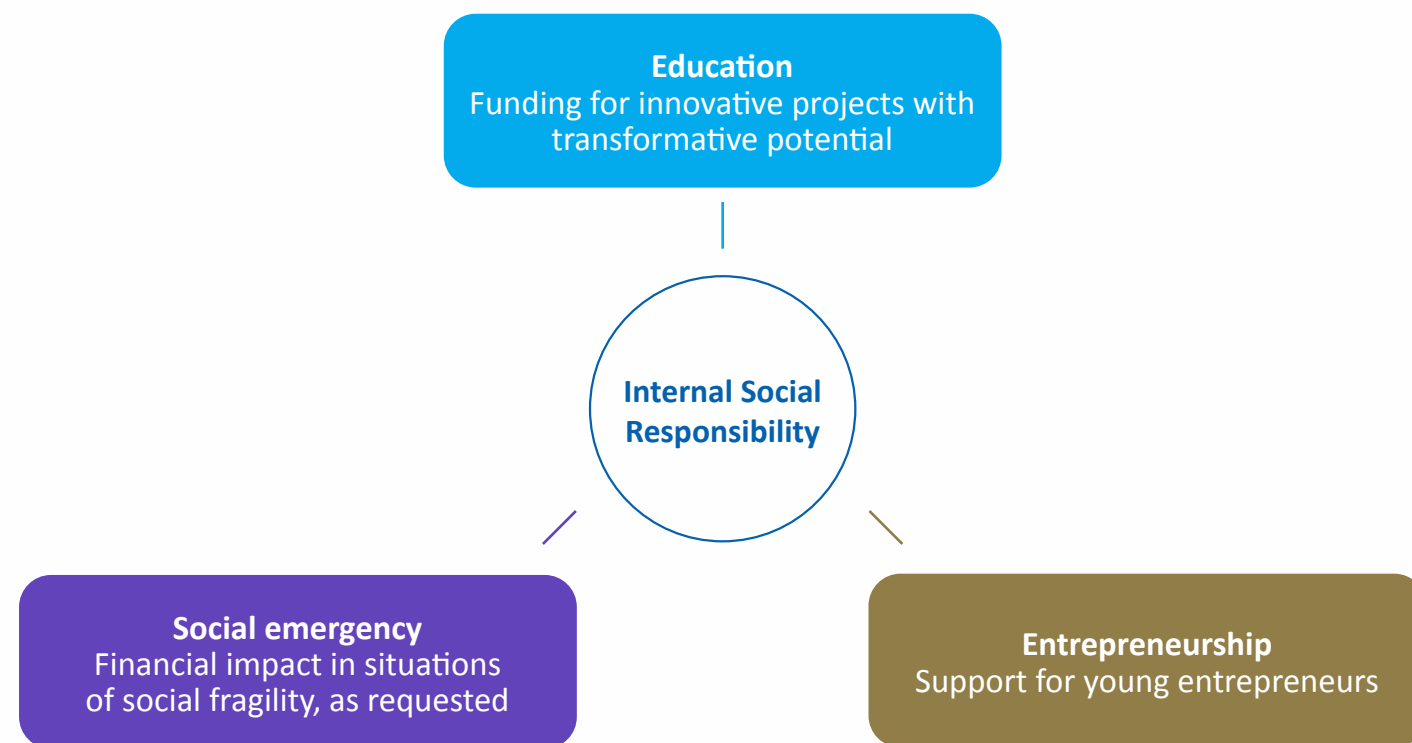 Education
Funding for innovative projects with
transformative potential
Internal Social
Responsibility
Social emergency
Financial impact in situations
of social fragility, as requested
Entrepreneurship
Support for young entrepreneurs